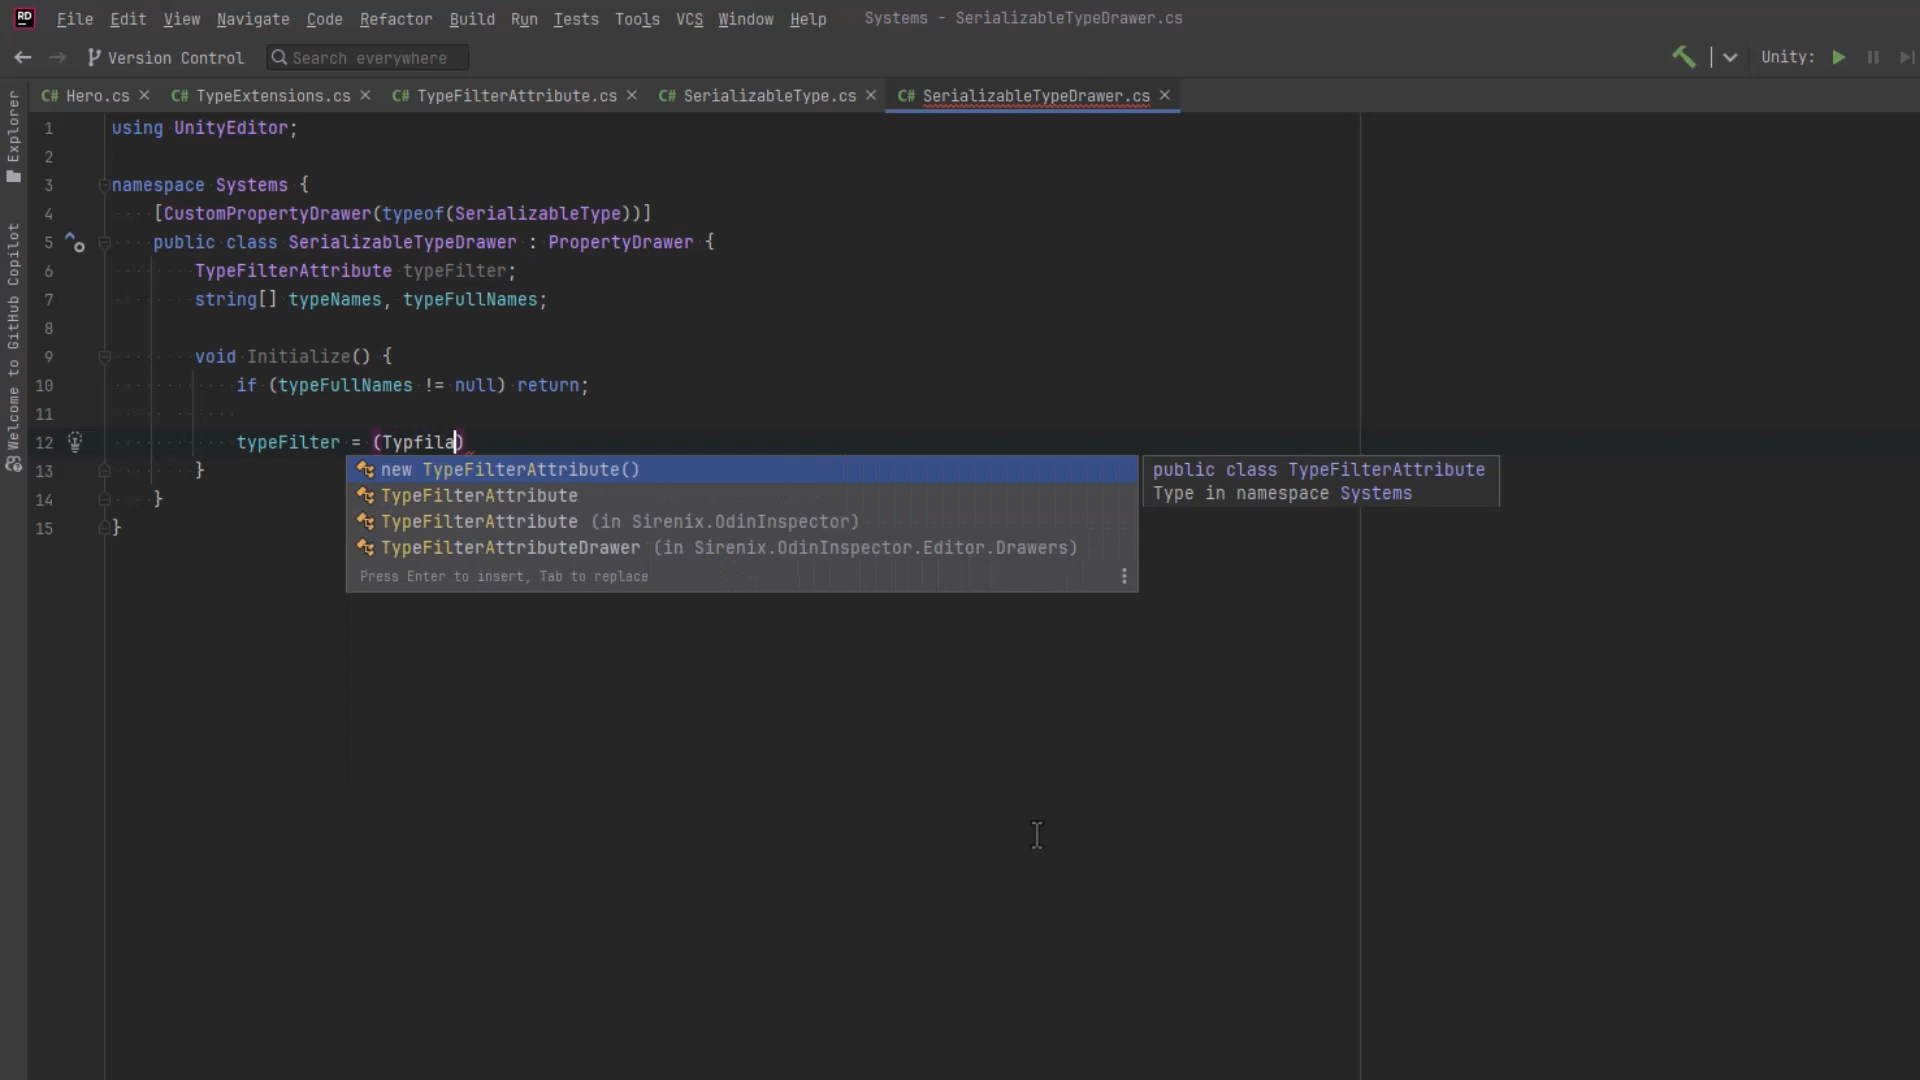 RD File Edit View Navigate Code Refactor Build Run Tests Tools VCS Window Help Systems - SerializableTypeDrawer.cs
Version Control Search everywhere Unity:
C# Hero.cs C# TypeExtensions.cs C# TypeFilterAttribute.cs C# SerializableType.cs C# SerializableTypeDrawer.cs
Explorer
Welcome to GitHub Copilot
1 using UnityEditor;
2
3 namespace Systems {
4 [CustomPropertyDrawer(typeof(SerializableType))]
5 public class SerializableTypeDrawer : PropertyDrawer {
6 TypeFilterAttribute typeFilter;
7 string[] typeNames, typeFullNames;
8
9 void Initialize() {
10 if (typeFullNames != null) return;
11
12 typeFilter = (Typfila)
13 }
14 }
15 }
new TypeFilterAttribute()
TypeFilterAttribute
TypeFilterAttribute (in Sirenix.OdinInspector)
TypeFilterAttributeDrawer (in Sirenix.OdinInspector.Editor.Drawers)
Press Enter to insert, Tab to replace
public class TypeFilterAttribute
Type in namespace Systems